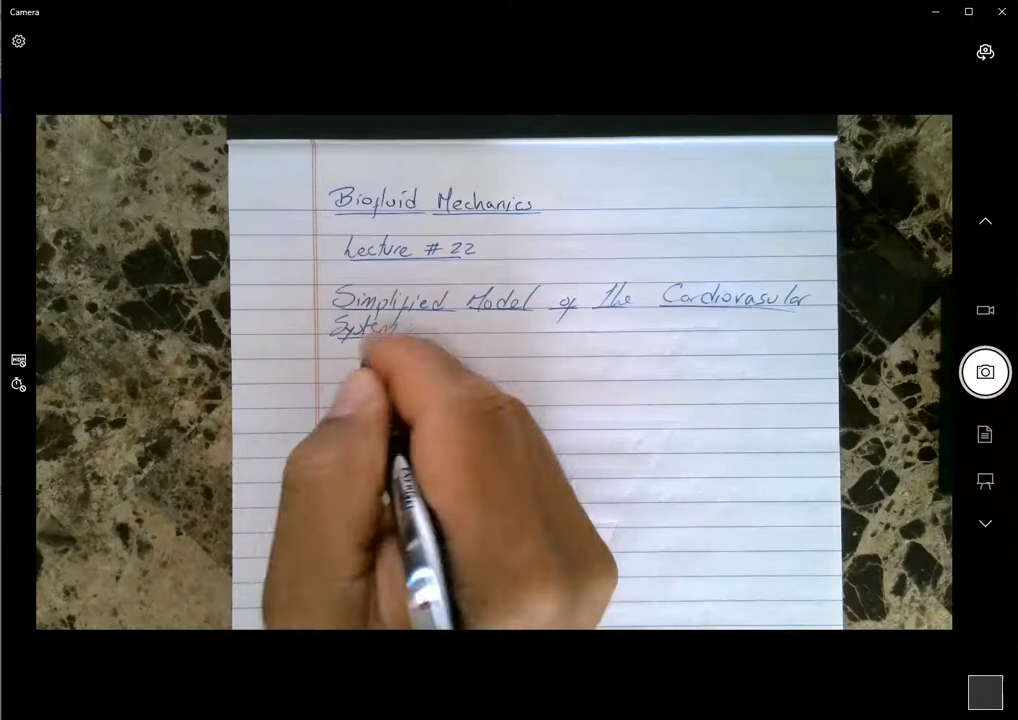 Camera
Biofluid Mechanics
Lecture # 22
Simplified Model of the Cardiovasular
System